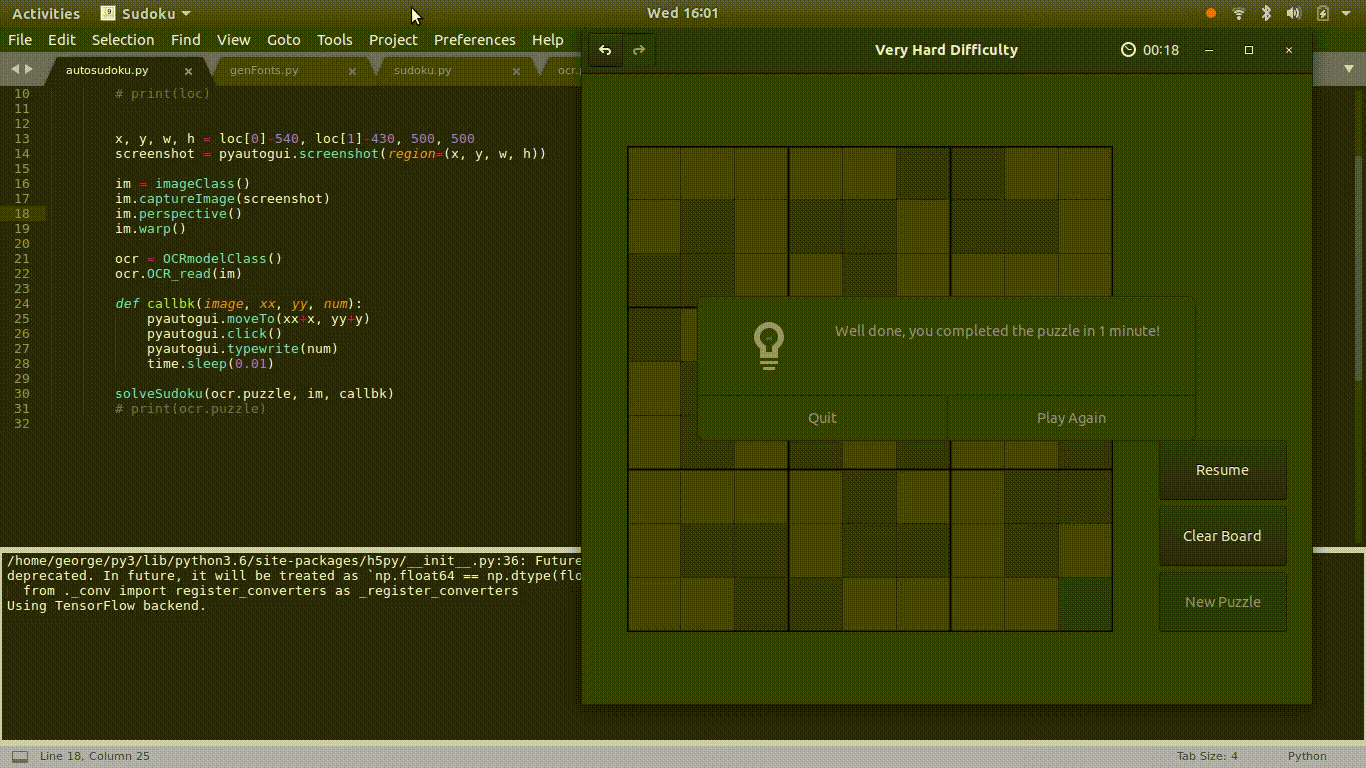 Activities Sudoku Wed 16:01
File Edit Selection Find View Goto Tools Project Preferences Help
Very Hard Difficulty 00:18
autosudoku.py × genFonts.py × sudoku.py × ocr.
10 # print(loc)
11
12
13 x, y, w, h = loc[0]-540, loc[1]-430, 500, 500
14 screenshot = pyautogui.screenshot(region=(x, y, w, h))
15
16 im = imageClass()
17 im.captureImage(screenshot)
18 im.perspective()
19 im.warp()
20
21 ocr = OCRmodelClass()
22 ocr.OCR_read(im)
23
24 def callbk(image, xx, yy, num):
25 pyautogui.moveTo(xx+x, yy+y)
26 pyautogui.click()
27 pyautogui.typewrite(num)
28 time.sleep(0.01)
29
30 solveSudoku(ocr.puzzle, im, callbk)
31 # print(ocr.puzzle)
32
Well done, you completed the puzzle in 1 minute!
Quit Play Again
Resume
Clear Board
New Puzzle
/home/george/py3/lib/python3.6/site-packages/h5py/__init__.py:36: Future
deprecated. In future, it will be treated as `np.float64 == np.dtype(flo
from ._conv import register_converters as _register_converters
Using TensorFlow backend.
Line 18, Column 25 Tab Size: 4 Python